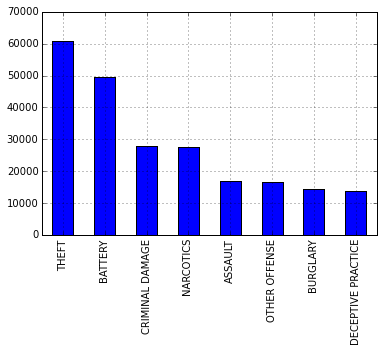 70000
60000
50000
40000
30000
20000
10000
0
THEFT
BATTERY
CRIMINAL DAMAGE
NARCOTICS
ASSAULT
OTHER OFFENSE
BURGLARY
DECEPTIVE PRACTICE